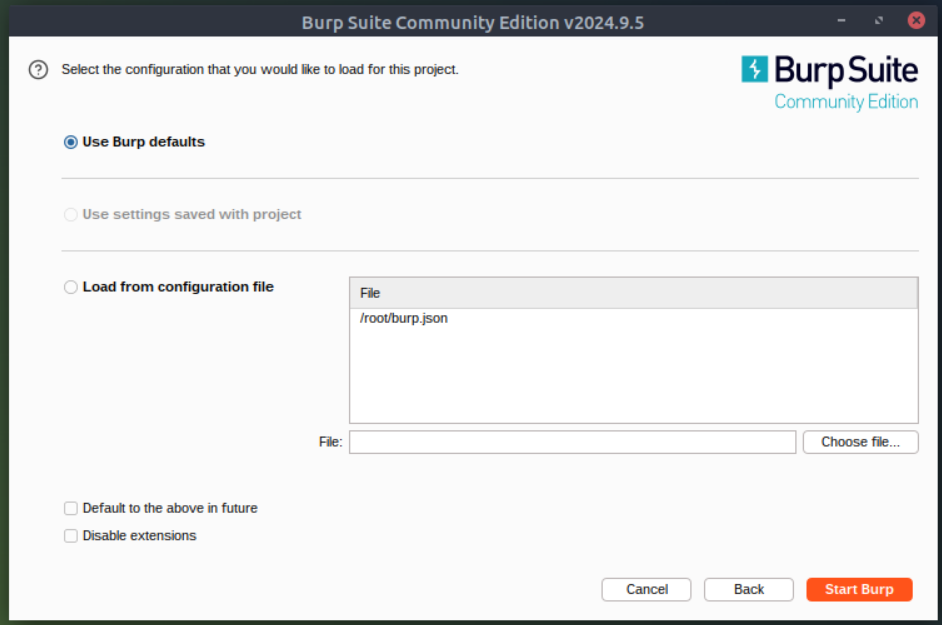 Burp Suite Community Edition v2024.9.5
Select the configuration that you would like to load for this project.
Burp Suite
Community Edition
Use Burp defaults
Use settings saved with project
Load from configuration file
File
/root/burp.json
File:
Choose file...
Default to the above in future
Disable extensions
Cancel
Back
Start Burp